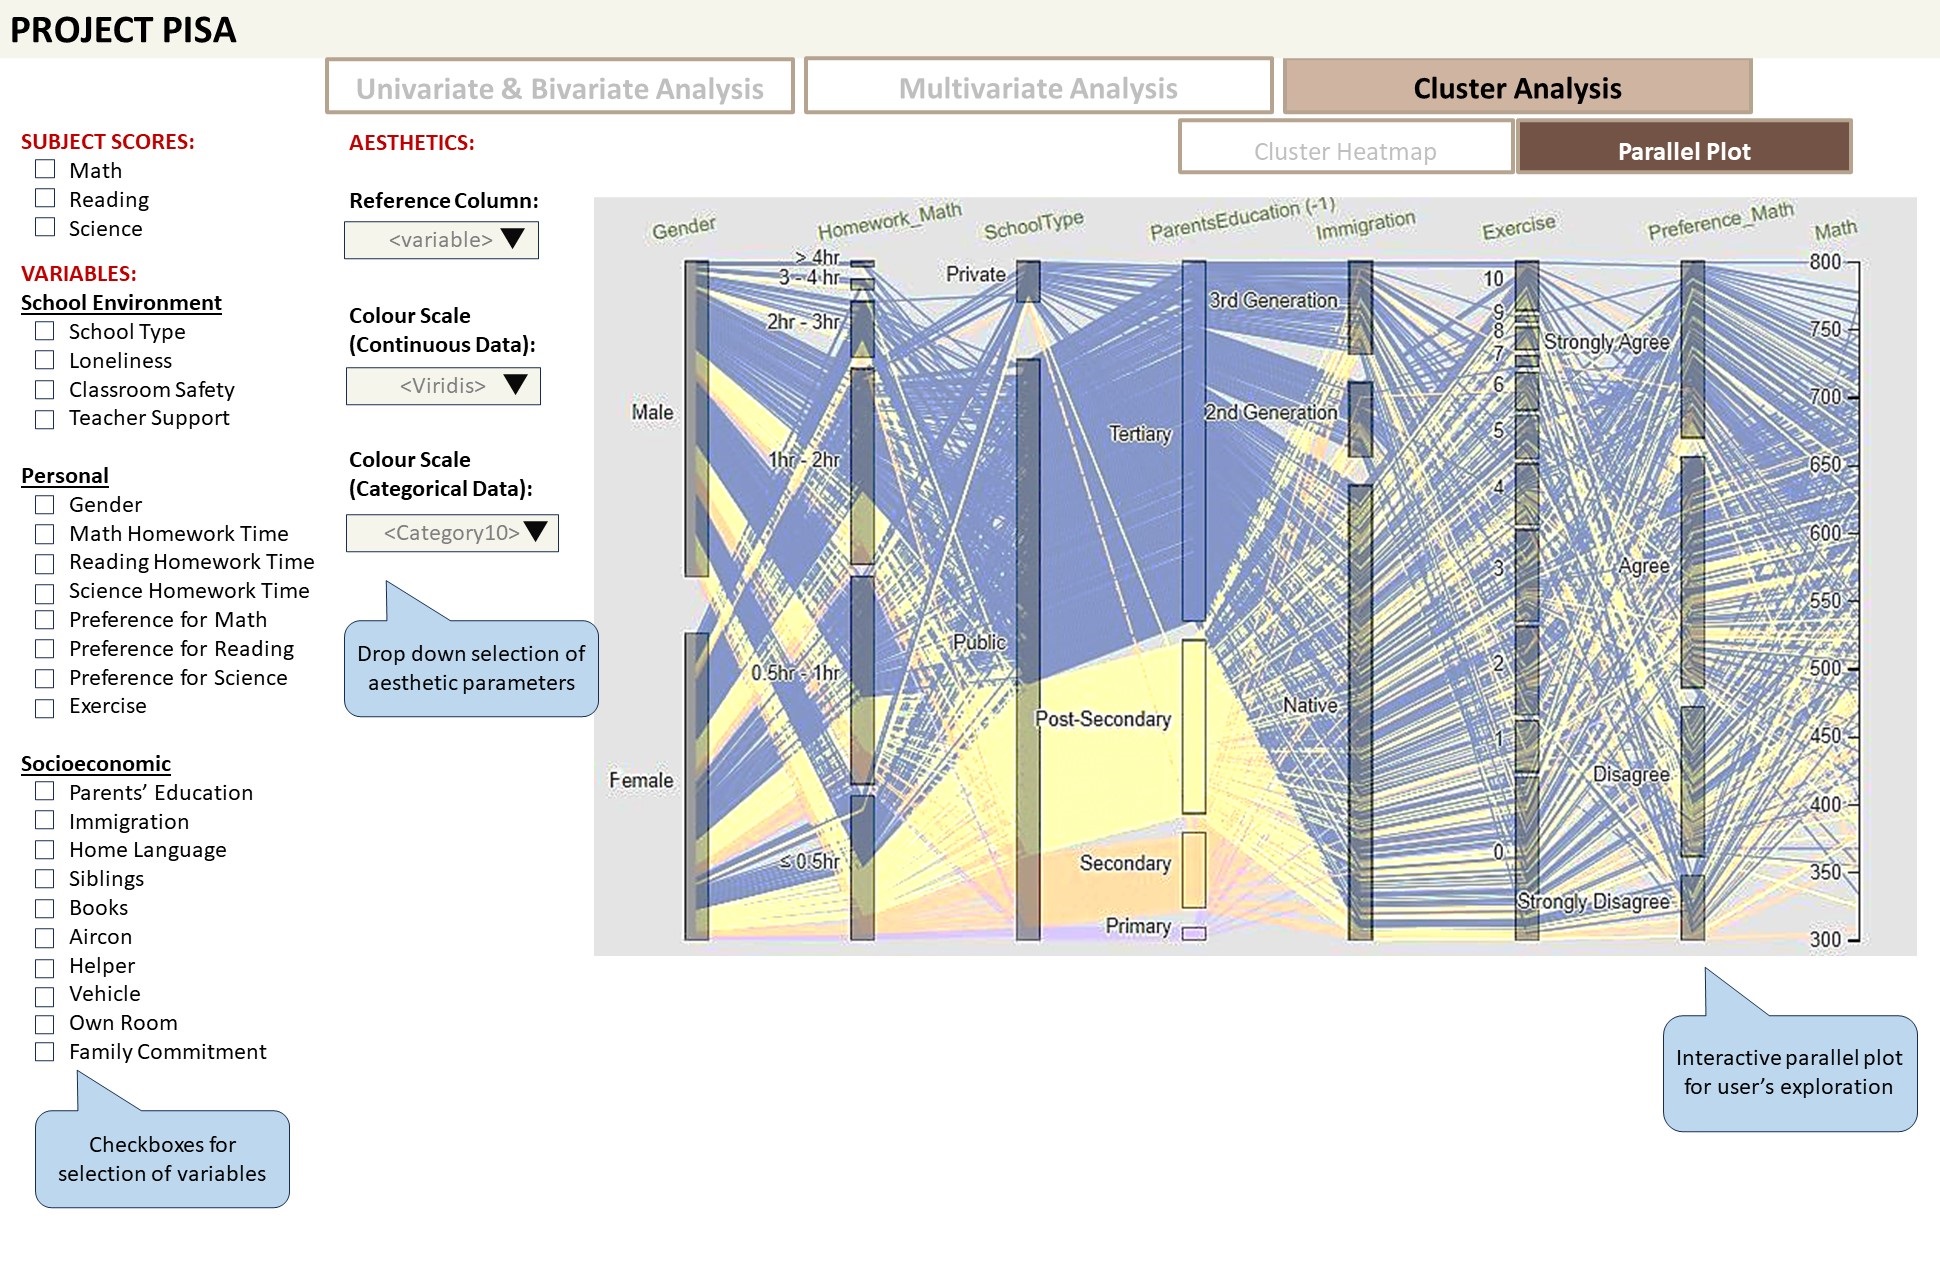 PROJECT PISA
Univariate & Bivariate Analysis
Multivariate Analysis
Cluster Analysis
Cluster Heatmap
Parallel Plot
SUBJECT SCORES:
Math
Reading
Science
VARIABLES:
School Environment
School Type
Loneliness
Classroom Safety
Teacher Support
Personal
Gender
Math Homework Time
Reading Homework Time
Science Homework Time
Preference for Math
Preference for Reading
Preference for Science
Exercise
Socioeconomic
Parents’ Education
Immigration
Home Language
Siblings
Books
Aircon
Helper
Vehicle
Own Room
Family Commitment
Checkboxes for
selection of variables
AESTHETICS:
Reference Column:
<variable>
Colour Scale
(Continuous Data):
<Viridis>
Colour Scale
(Categorical Data):
<Category10>
Drop down selection of
aesthetic parameters
Gender
Homework_Math
SchoolType
ParentsEducation (-1)
Immigration
Exercise
Preference_Math
Math
Male
Female
> 4hr
3 - 4 hr
2hr - 3hr
1hr - 2hr
0.5hr - 1hr
≤ 0.5hr
Private
Public
Tertiary
Post-Secondary
Secondary
Primary
3rd Generation
2nd Generation
Native
10
9
8
7
6
5
4
3
2
1
0
Strongly Agree
Agree
Disagree
Strongly Disagree
800
750
700
650
600
550
500
450
400
350
300
Interactive parallel plot
for user’s exploration